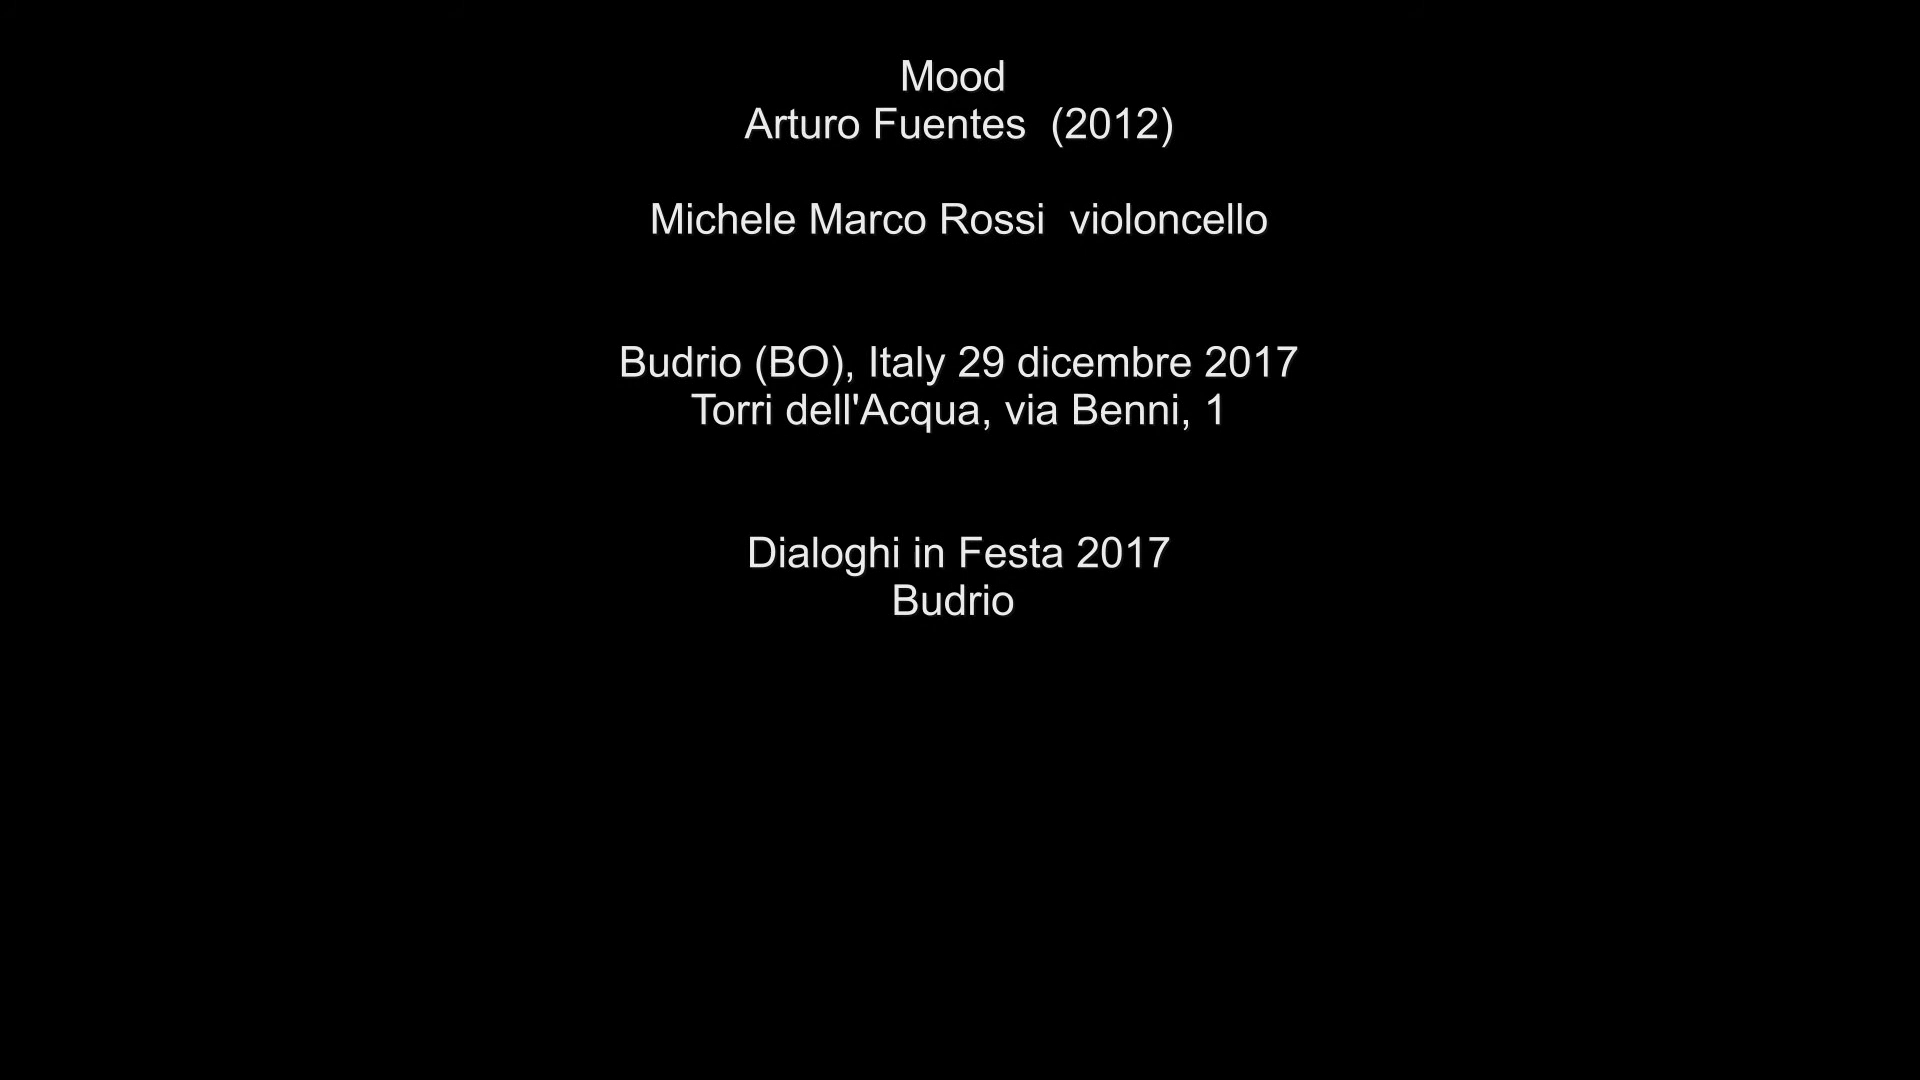 Mood
Arturo Fuentes  (2012)
Michele Marco Rossi  violoncello
Budrio (BO), Italy 29 dicembre 2017
Torri dell'Acqua, via Benni, 1
Dialoghi in Festa 2017
Budrio